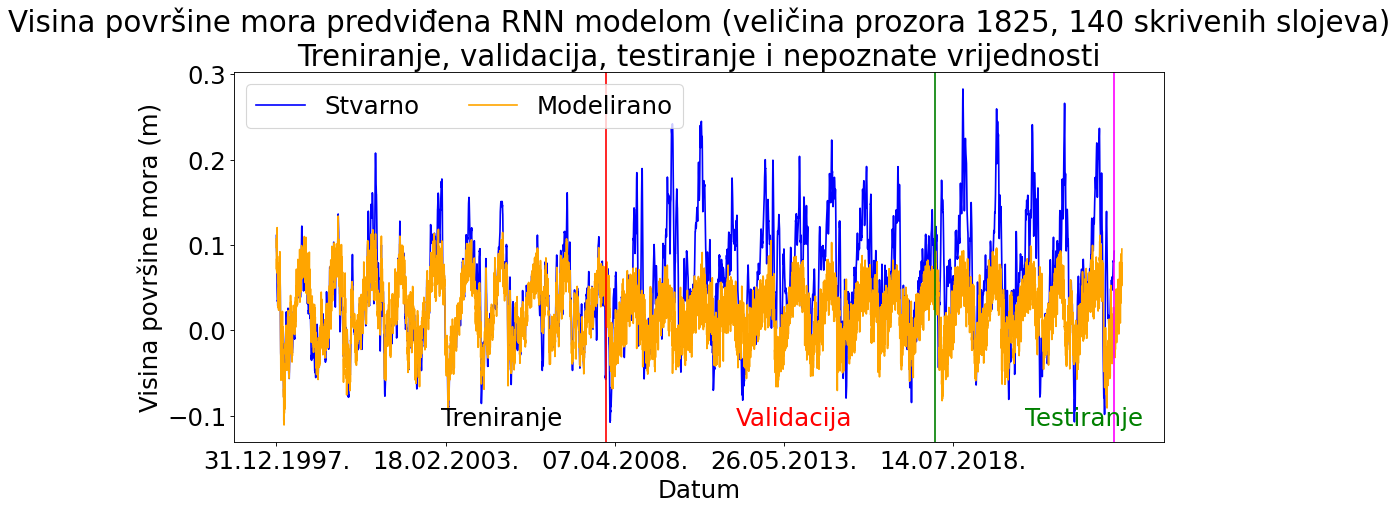 Visina površine mora predviđena RNN modelom (veličina prozora 1825, 140 skrivenih slojeva)
Treniranje, validacija, testiranje i nepoznate vrijednosti
Stvarno
Modelirano
Visina površine mora (m)
0.3
0.2
0.1
0.0
−0.1
Treniranje
Validacija
Testiranje
31.12.1997.
18.02.2003.
07.04.2008.
26.05.2013.
14.07.2018.
Datum